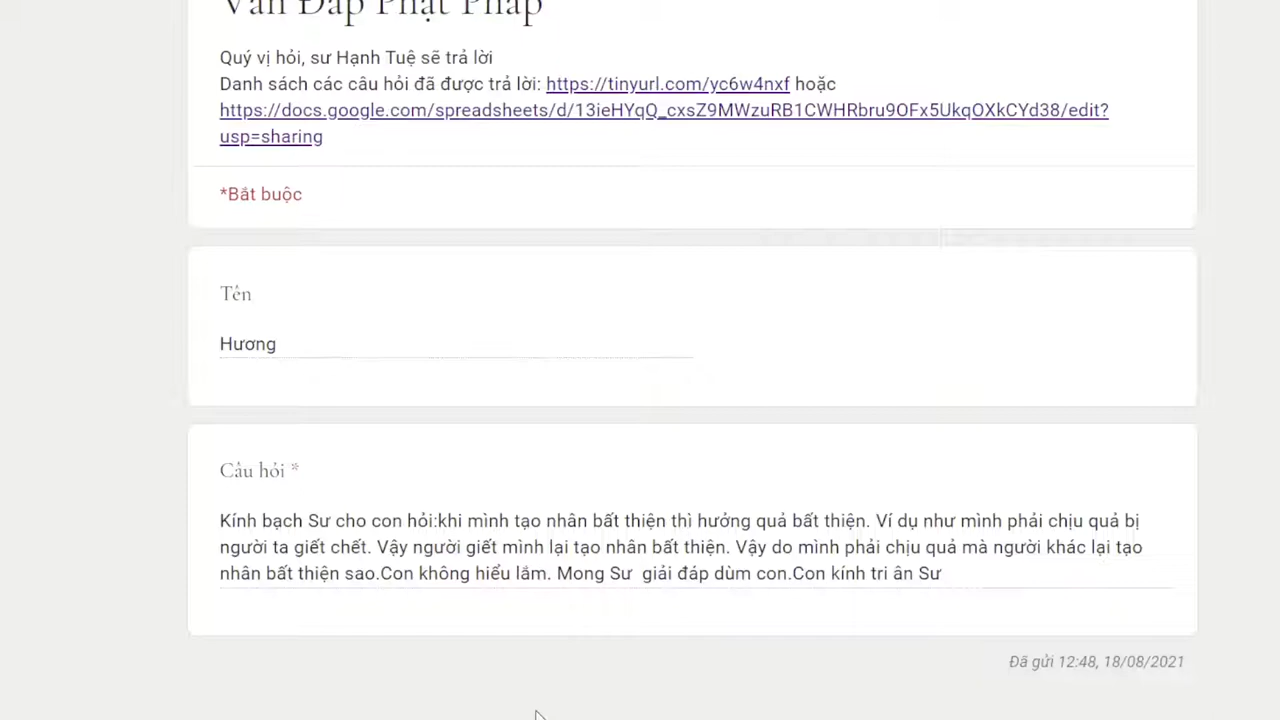 Vấn Đáp Phật Pháp
Quý vị hỏi, sư Hạnh Tuệ sẽ trả lời
Danh sách các câu hỏi đã được trả lời: https://tinyurl.com/yc6w4nxf hoặc
https://docs.google.com/spreadsheets/d/13ieHYqQ_cxsZ9MWzuRB1CWHRbru9OFx5UkqOXkCYd38/edit?
usp=sharing
*Bắt buộc
Tên
Hương
Câu hỏi *
Kính bạch Sư cho con hỏi:khi mình tạo nhân bất thiện thì hưởng quả bất thiện. Ví dụ như mình phải chịu quả bị
người ta giết chết. Vậy người giết mình lại tạo nhân bất thiện. Vậy do mình phải chịu quả mà người khác lại tạo
nhân bất thiện sao.Con không hiểu lắm. Mong Sư  giải đáp dùm con.Con kính tri ân Sư
Đã gửi 12:48, 18/08/2021